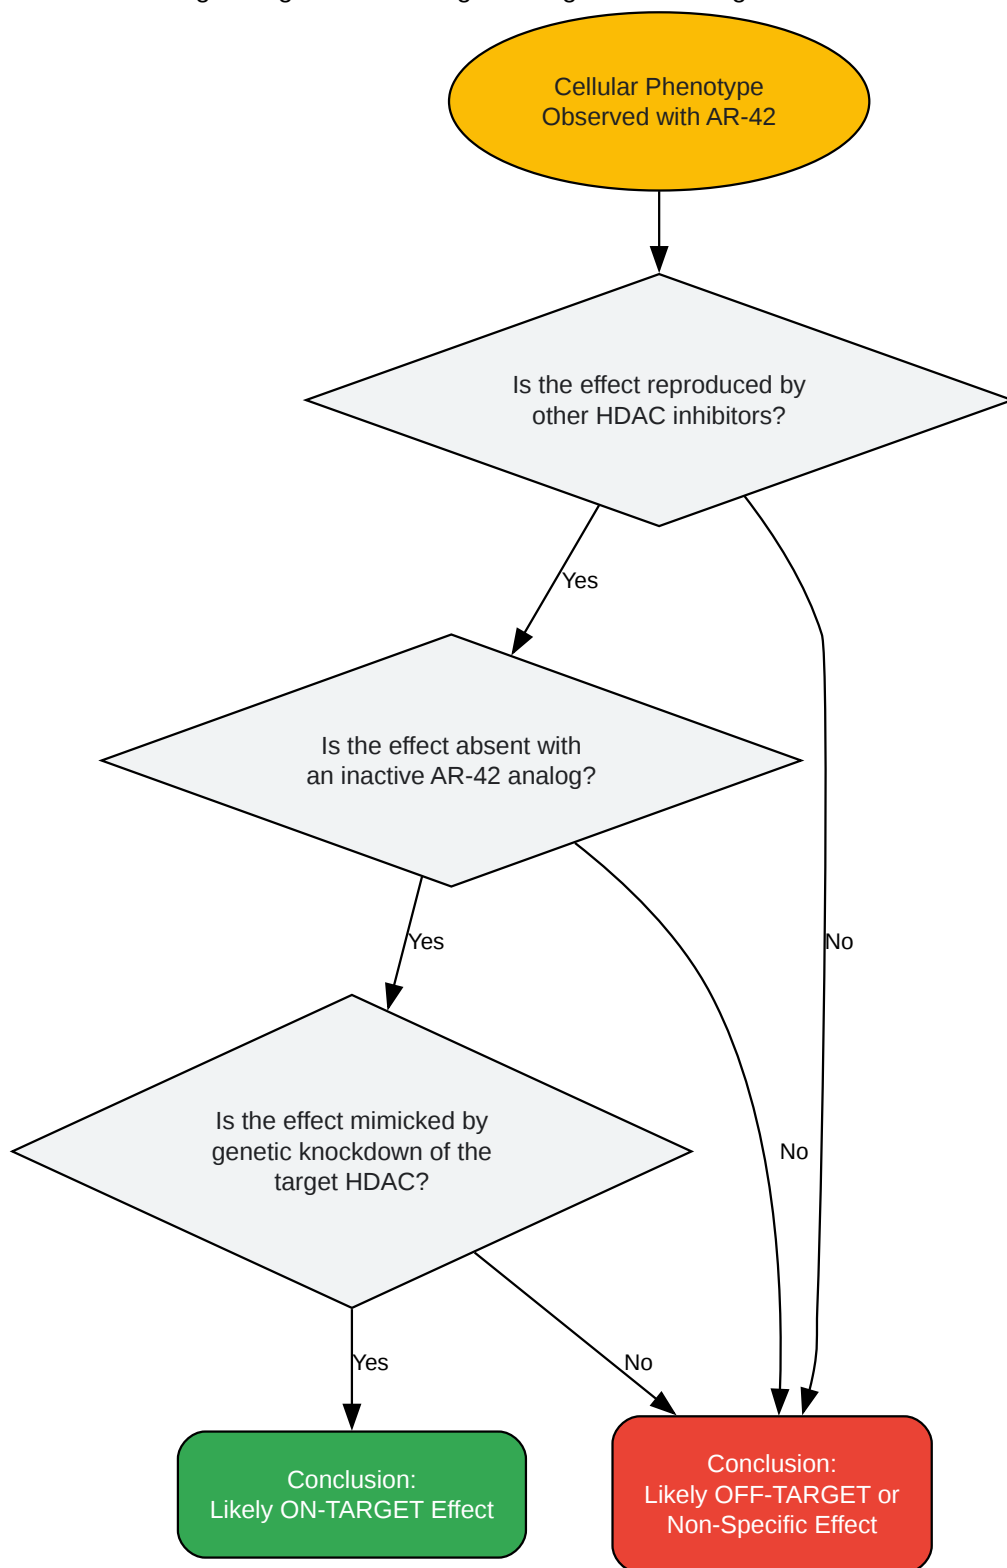 Cellular Phenotype
Observed with AR-42
Is the effect reproduced by
other HDAC inhibitors?
Yes
Is the effect absent with
an inactive AR-42 analog?
Yes
No
Is the effect mimicked by
genetic knockdown of the
target HDAC?
No
Yes
No
Conclusion:
Likely ON-TARGET Effect
Conclusion:
Likely OFF-TARGET or
Non-Specific Effect